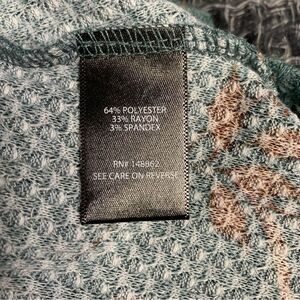 64% POLYESTER
33% RAYON
3% SPANDEX
RN# 148862
SEE CARE ON REVERSE